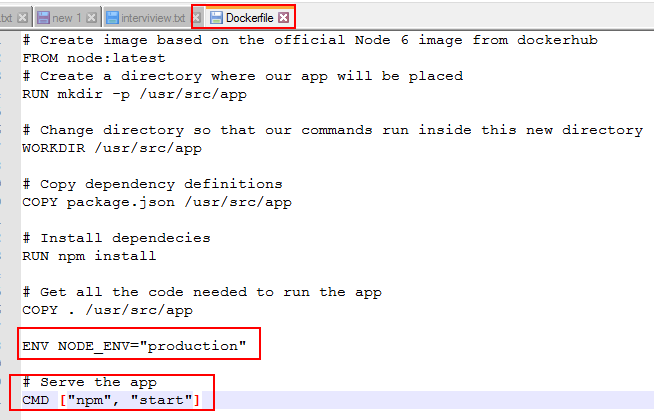 txt new 1 interviview.txt Dockerfile
# Create image based on the official Node 6 image from dockerhub
FROM node:latest
# Create a directory where our app will be placed
RUN mkdir -p /usr/src/app
# Change directory so that our commands run inside this new directory
WORKDIR /usr/src/app
# Copy dependency definitions
COPY package.json /usr/src/app
# Install dependecies
RUN npm install
# Get all the code needed to run the app
COPY . /usr/src/app
ENV NODE_ENV="production"
# Serve the app
CMD ["npm", "start"]